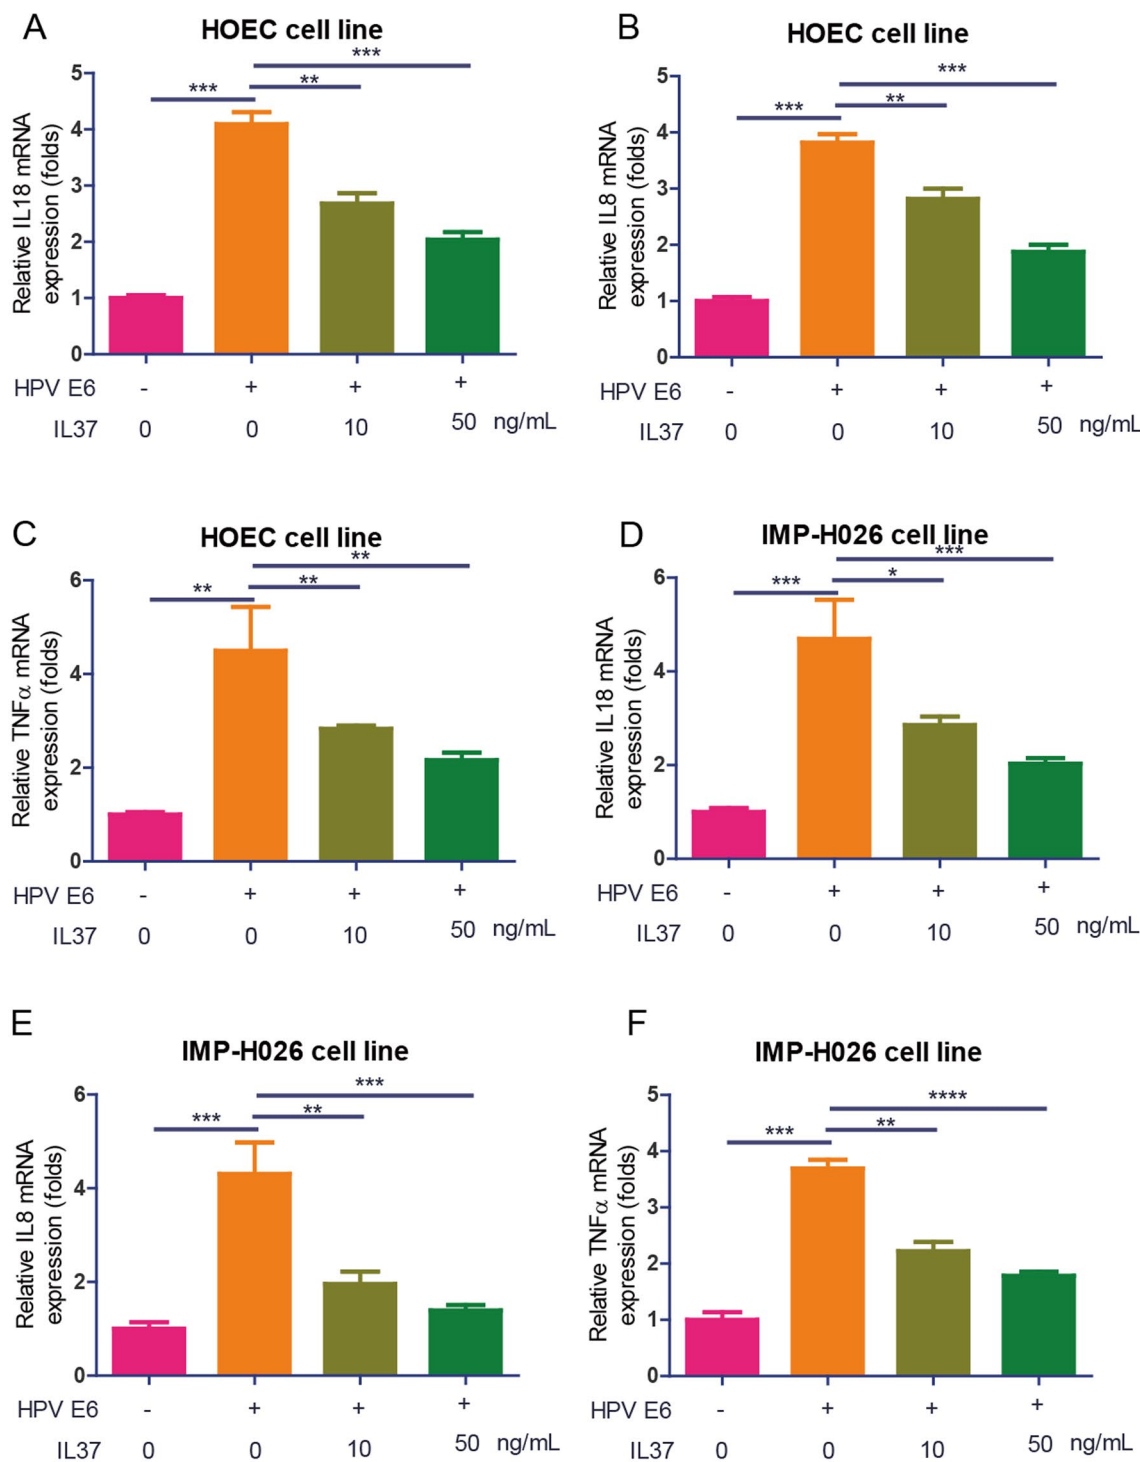 A
HOEC cell line
***
***
**
Relative IL18 mRNA
expression (folds)
5
4
3
2
1
0
HPV E6 - + + +
IL37 0 0 10 50 ng/mL
B
HOEC cell line
***
***
**
Relative IL8 mRNA
expression (folds)
5
4
3
2
1
0
HPV E6 - + + +
IL37 0 0 10 50 ng/mL
C
HOEC cell line
**
**
**
Relative TNFα mRNA
expression (folds)
6
4
2
0
HPV E6 - + + +
IL37 0 0 10 50 ng/mL
D
IMP-H026 cell line
***
***
*
Relative IL18 mRNA
expression (folds)
6
4
2
0
HPV E6 - + + +
IL37 0 0 10 50 ng/mL
E
IMP-H026 cell line
***
***
**
Relative IL8 mRNA
expression (folds)
6
4
2
0
HPV E6 - + + +
IL37 0 0 10 50 ng/mL
F
IMP-H026 cell line
****
***
**
Relative TNFα mRNA
expression (folds)
5
4
3
2
1
0
HPV E6 - + + +
IL37 0 0 10 50 ng/mL